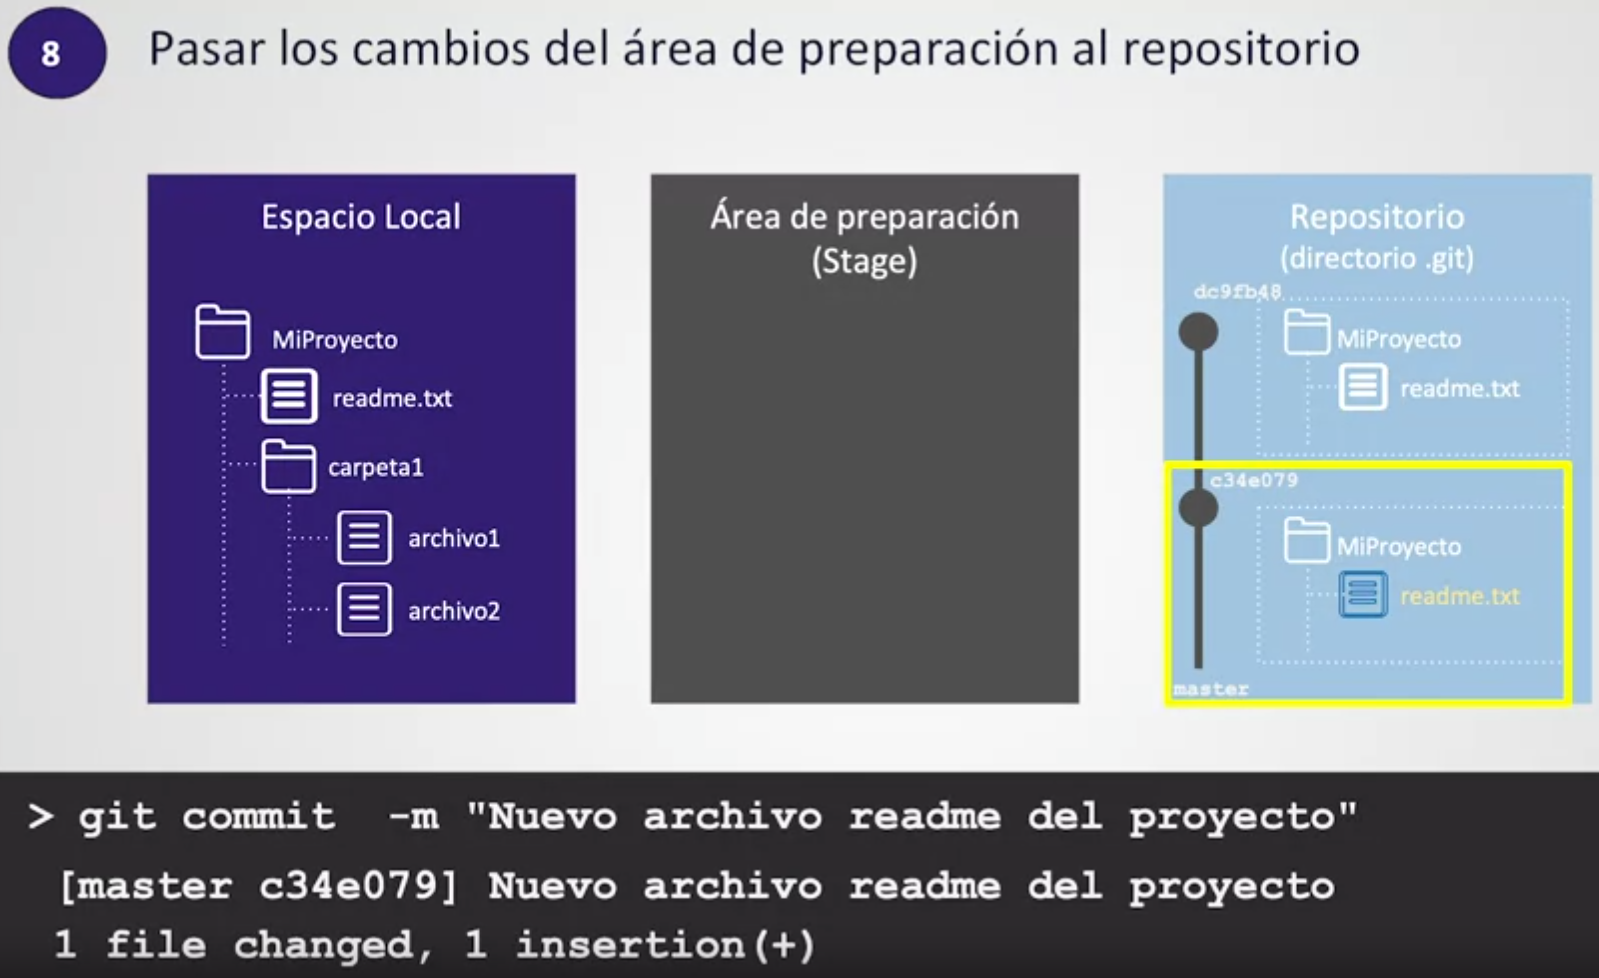 8
Pasar los cambios del área de preparación al repositorio
Espacio Local
MiProyecto
readme.txt
carpeta1
archivo1
archivo2
Área de preparación
(Stage)
Repositorio
(directorio .git)
dc9fb48
MiProyecto
readme.txt
c34e079
MiProyecto
readme.txt
master
> git commit  -m "Nuevo archivo readme del proyecto"
[master c34e079] Nuevo archivo readme del proyecto
1 file changed, 1 insertion(+)